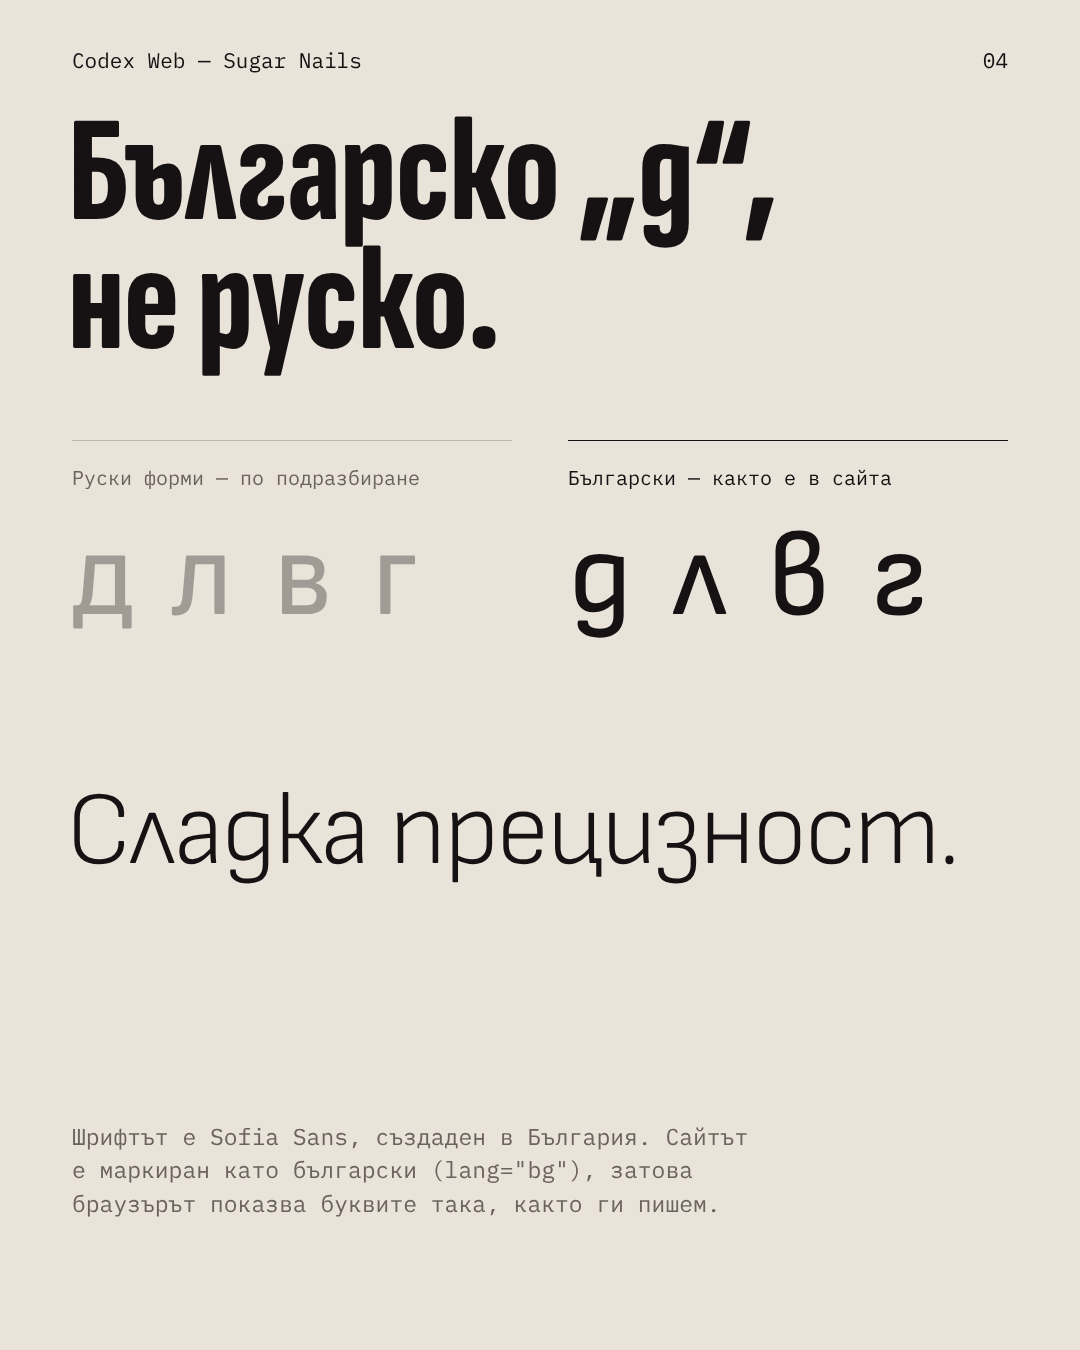 Codex Web — Sugar Nails
04
Българско „д“,
не руско.
Руски форми — по подразбиране
Български — както е в сайта
д л в г
д л в г
Сладка прецизност.
Шрифтът е Sofia Sans, създаден в България. Сайтът
е маркиран като български (lang="bg"), затова
браузърът показва буквите така, както ги пишем.